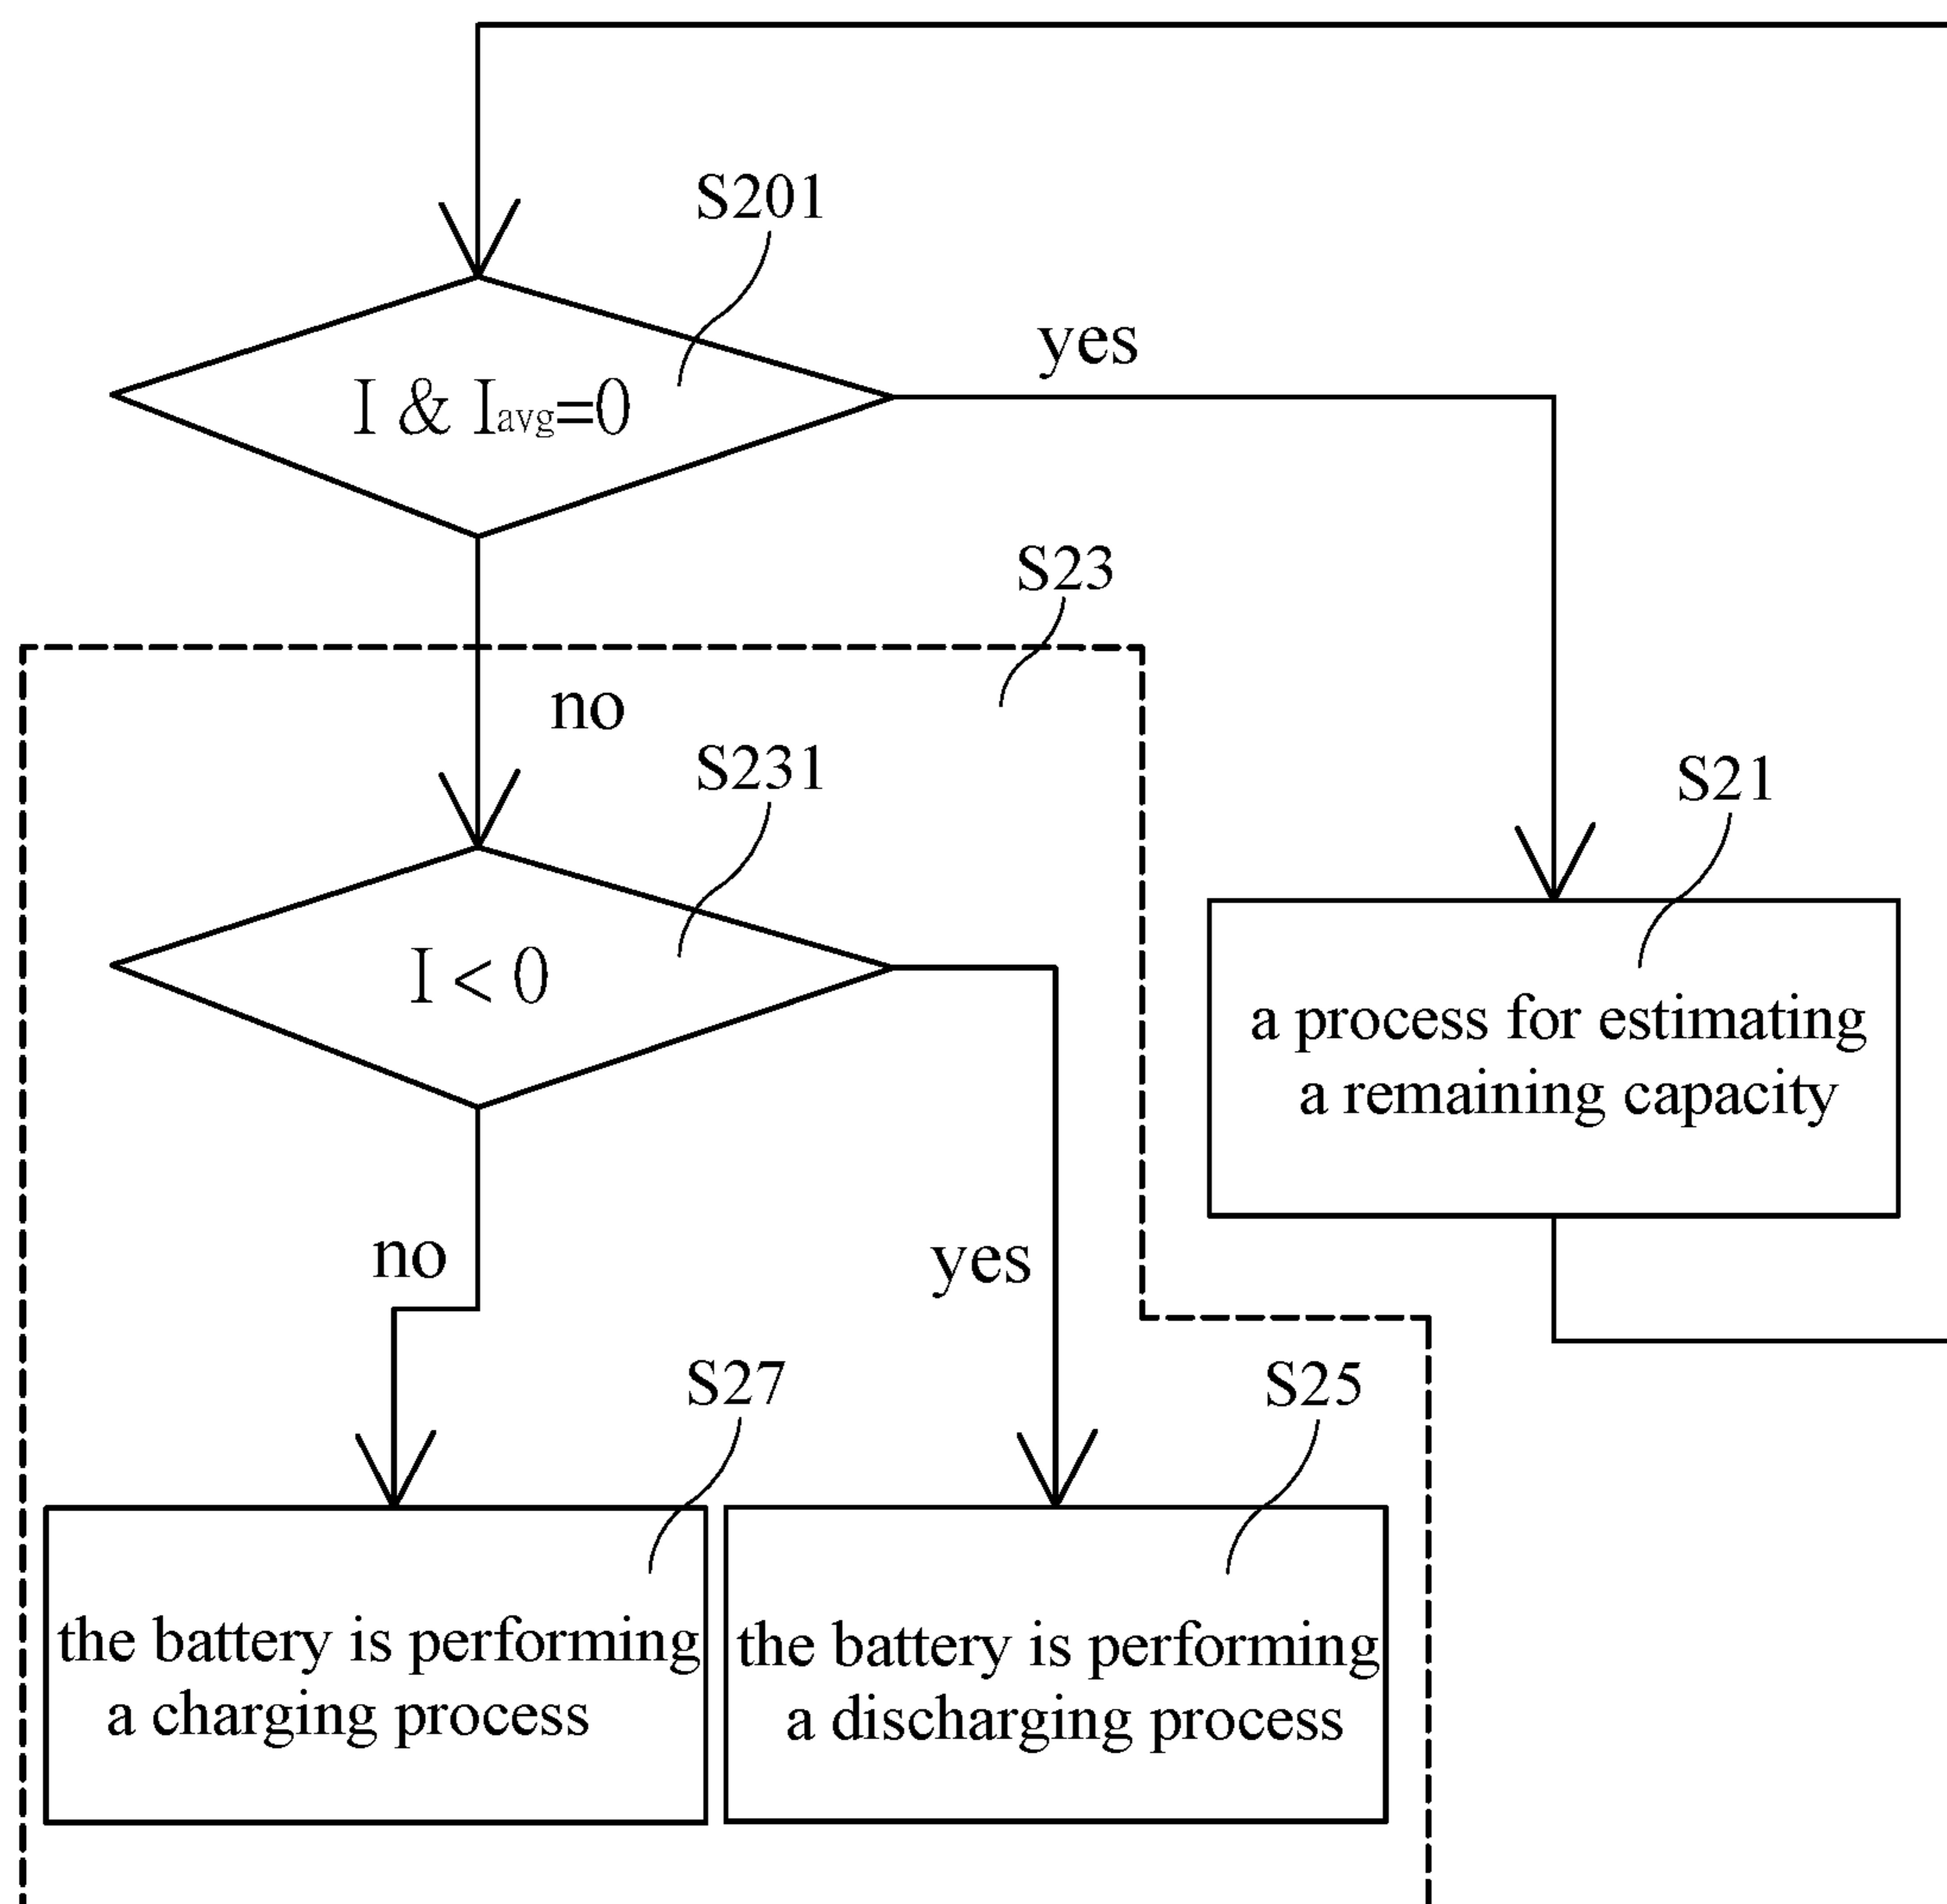 S201
yes
I & Iavg=0
S23
no
S231
S21
I < 0
a process for estimating
a remaining capacity
no
yes
S27
S25
the battery is performing
a charging process
the battery is performing
a discharging process